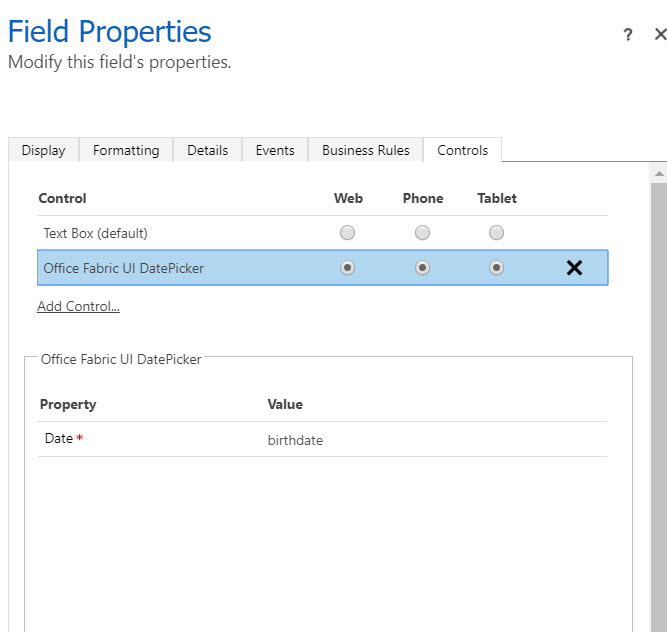 Field Properties
?
Modify this field's properties.
Display Formatting Details Events Business Rules Controls
Control Web Phone Tablet
Text Box (default)
Office Fabric UI DatePicker
Add Control...
Office Fabric UI DatePicker
Property Value
Date * birthdate